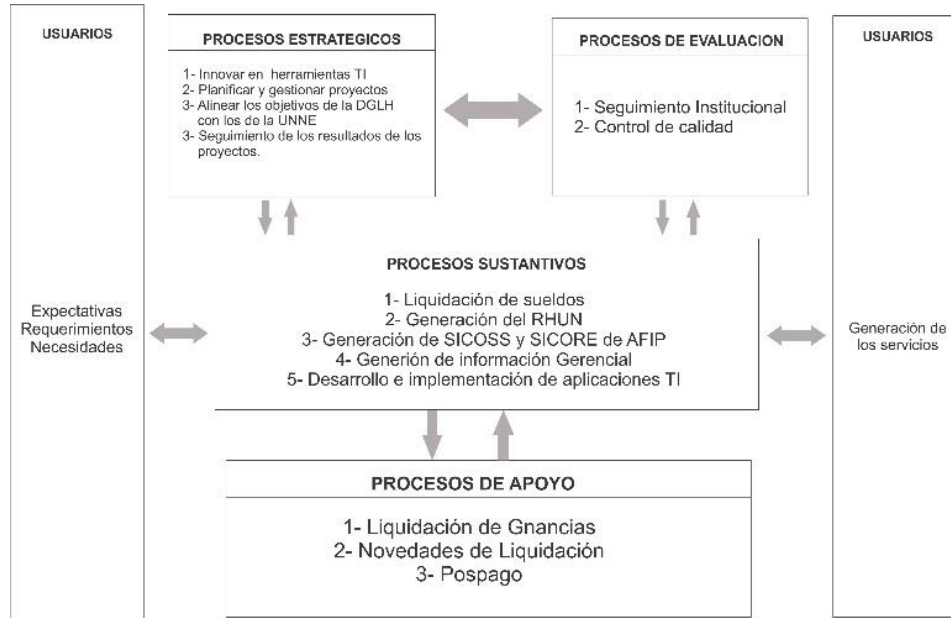 USUARIOS
Expectativas
Requerimientos
Necesidades
PROCESOS ESTRATEGICOS
1- Innovar en herramientas TI
2- Planificar y gestionar proyectos
3- Alinear los objetivos de la DGLH
con los de la UNNE
3- Seguimiento de los resultados de los
proyectos.
PROCESOS DE EVALUACION
1- Seguimiento Institucional
2- Control de calidad
PROCESOS SUSTANTIVOS
1- Liquidación de sueldos
2- Generación del RHUN
3- Generación de SICOSS y SICORE de AFIP
4- Generión de información Gerencial
5- Desarrollo e implementación de aplicaciones TI
PROCESOS DE APOYO
1- Liquidación de Gnancias
2- Novedades de Liquidación
3- Pospago
USUARIOS
Generación de
los servicios